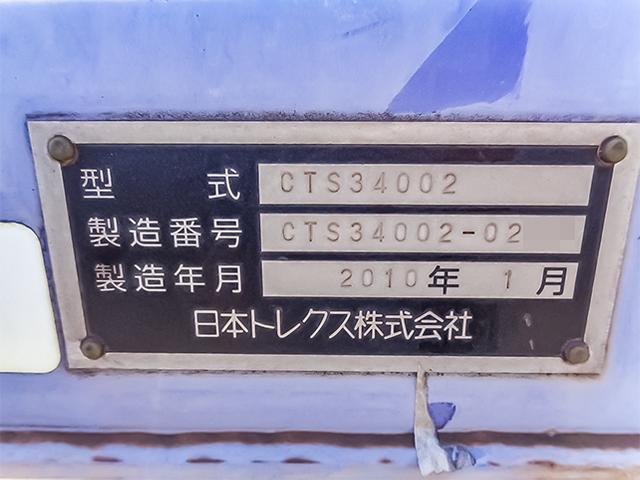 型式 CTS34002
製造番号 CTS34002-02
製造年月 2010年 1月
日本トレクス株式会社